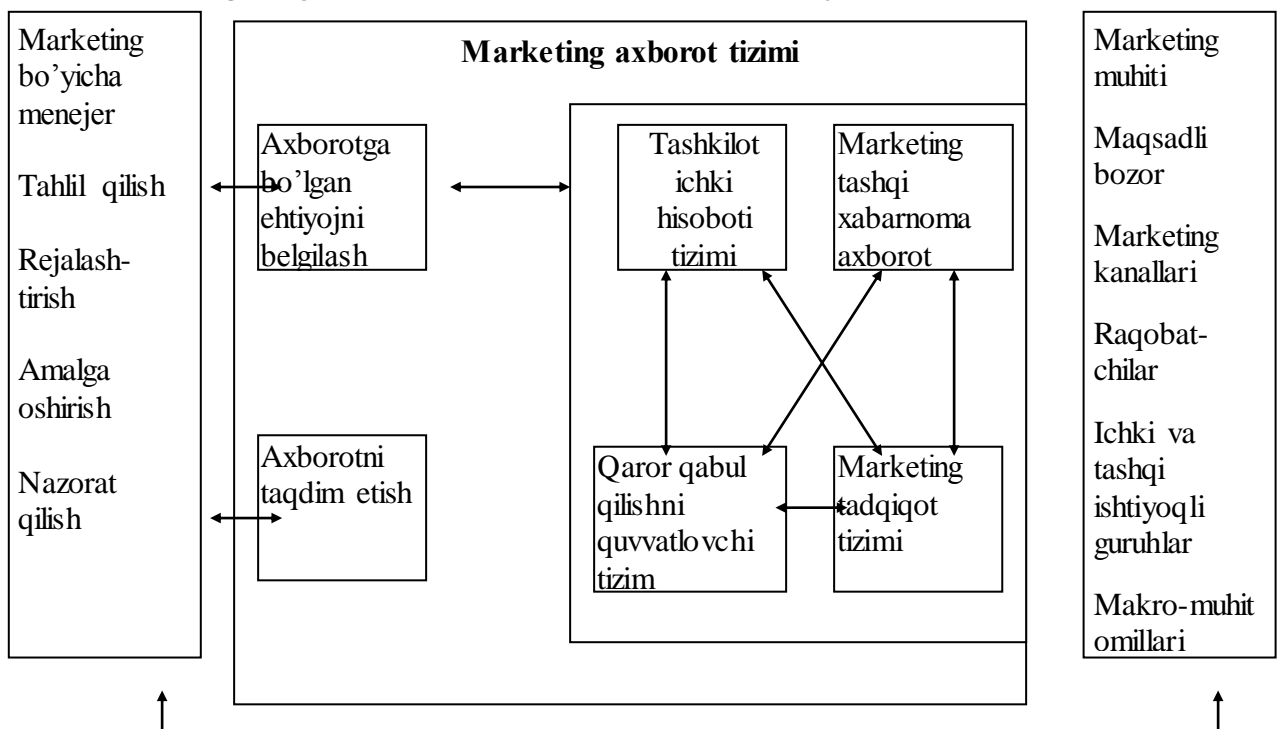 Marketing
bo’yicha
menejer
Tahlil qilish
Rejalash-
tirish
Amalga
oshirish
Nazorat
qilish
Marketing axborot tizimi
Axborotga
bo’lgan
ehtiyojni
belgilash
Axborotni
taqdim etish
Tashkilot
ichki
hisoboti
tizimi
Marketing
tashqi
xabarnoma
axborot
Qaror qabul
qilishni
quvvatlovchi
tizim
Marketing
tadqiqot
tizimi
Marketing
muhiti
Maqsadli
bozor
Marketing
kanallari
Raqobat-
chilar
Ichki va
tashqi
ishtiyoqli
guruhlar
Makro-muhit
omillari